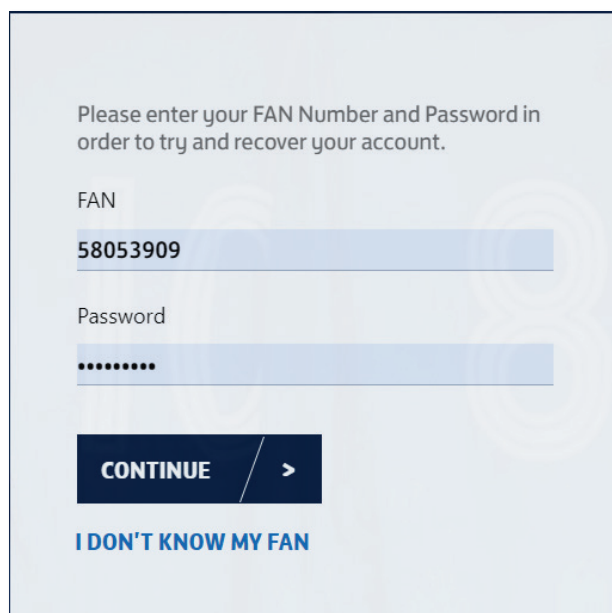 Please enter your FAN Number and Password in
order to try and recover your account.
FAN
58053909
Password
•••••••••
CONTINUE >
I DON'T KNOW MY FAN